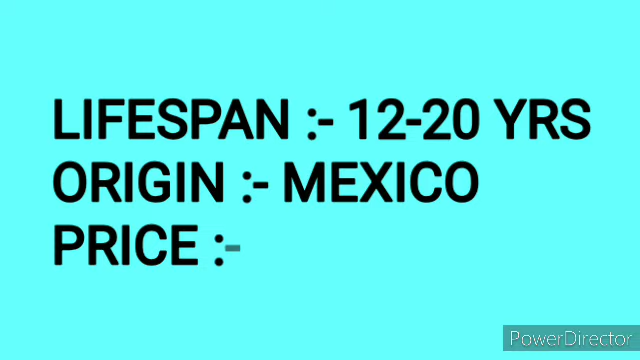 LIFESPAN :- 12-20 YRS
ORIGIN :- MEXICO
PRICE :-
PowerDirector